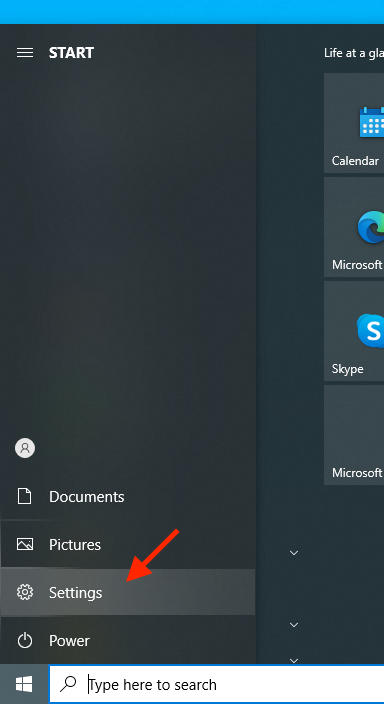 START
Life at a gla
Calendar
Microsoft
Skype
Microsoft
Documents
Pictures
Settings
Power
Type here to search